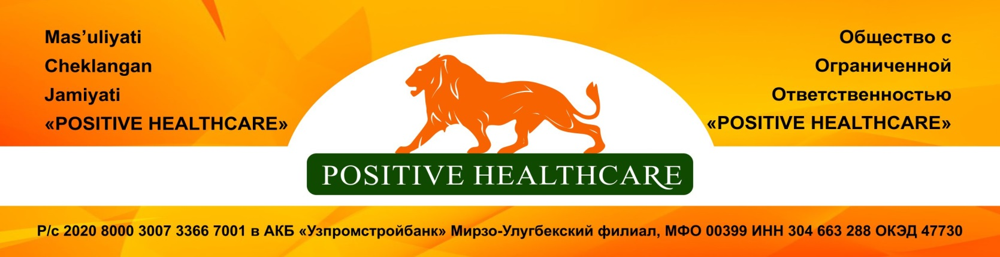 Mas’uliyati
Cheklangan
Jamiyati
«POSITIVE HEALTHCARE»
Общество с
Ограниченной
Ответственностью
«POSITIVE HEALTHCARE»
POSITIVE HEALTHCARE
Р/с 2020 8000 3007 3366 7001 в АКБ «Узпромстройбанк» Мирзо-Улугбекский филиал, МФО 00399 ИНН 304 663 288 ОКЭД 47730